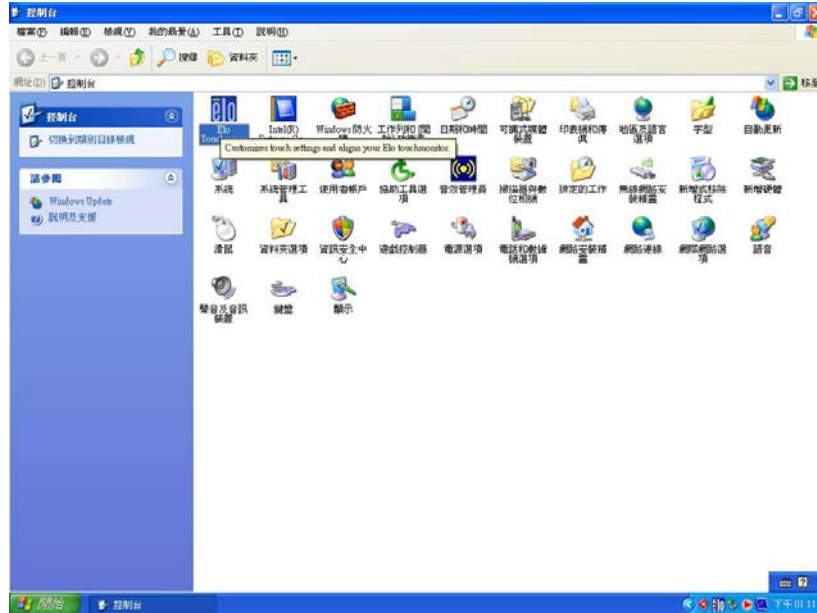 控制台
檔案(F) 編輯(E) 檢視(V) 我的最愛(A) 工具(T) 說明(H)
上一頁 搜尋 資料夾
網址(D) 控制台 移至
控制台
切換到類別目錄檢視
請參閱
Windows Update
說明及支援
elo
Elo
Intel(R)
Windows 防火
工作列和 [開
日期和時間
可攜式媒體
裝置
印表機和傳
真
地區及語言
選項
字型
自動更新
Customizes touch settings and aligns your Elo touchmonitor.
系統
系統管理工
具
使用者帳戶
協助工具選
項
音效管理員
掃描器與數
位相機
排定的工作
無線網路安
裝精靈
新增或移除
程式
新增硬體
滑鼠
資料夾選項
資訊安全中
心
遊戲控制器
電源選項
電話和數據
機選項
網路安裝精
靈
網路連線
網際網路選
項
語音
聲音及音訊
裝置
鍵盤
顯示
開始 控制台 elo 下午 01:11